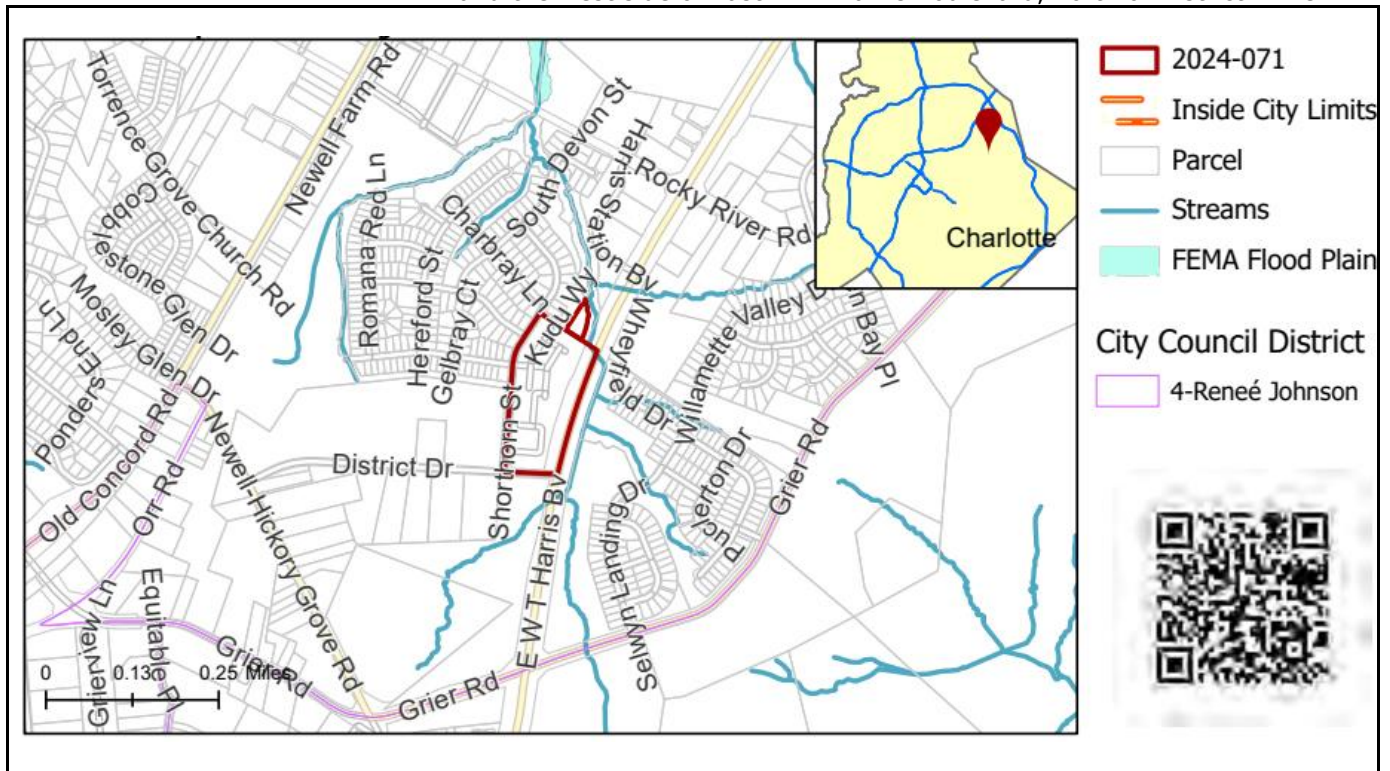 Torrence Grove Church Rd
Newell Farm Rd
Cobblestone Glen Dr
Mosley Glen Dr
Ponders End Ln
Old Concord Rd
Orr Rd
Newell-Hickory Grove Rd
Romana Red Ln
Hereford St
Gelbray Ct
Charbray Ln
South Devon St
Harris Station Bv
Rocky River Rd
Kudu Wy
Shorthorn St
District Dr
E W T Harris Bv
Wheyfield Dr
Willamette Valley D
n Bay Pl
Puckerton Dr
Selwyn Landing Dr
Grier Rd
Grier Rd
Grier Rd
Grierview Ln
Equitable Pl
0 0.13 0.25 Miles
Charlotte
2024-071
Inside City Limits
Parcel
Streams
FEMA Flood Plain
City Council District
4-Reneé Johnson